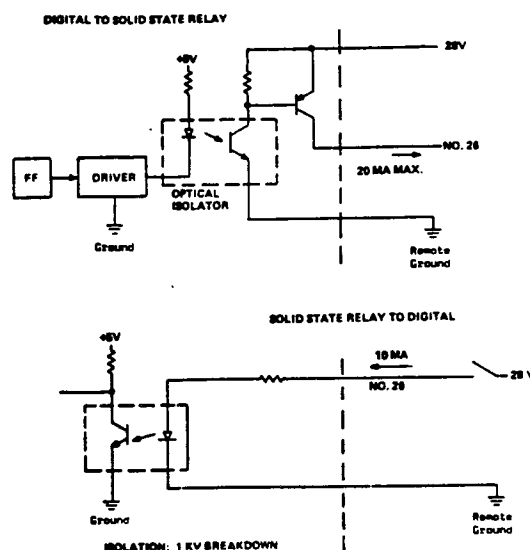 DIGITAL TO SOLID STATE RELAY
+5V
28V
NO. 26
20 MA MAX.
FF
DRIVER
OPTICAL
ISOLATOR
Ground
Remote
Ground
SOLID STATE RELAY TO DIGITAL
+5V
10 MA
NO. 26
28 V
Ground
Remote
Ground
ISOLATION: 1 KV BREAKDOWN